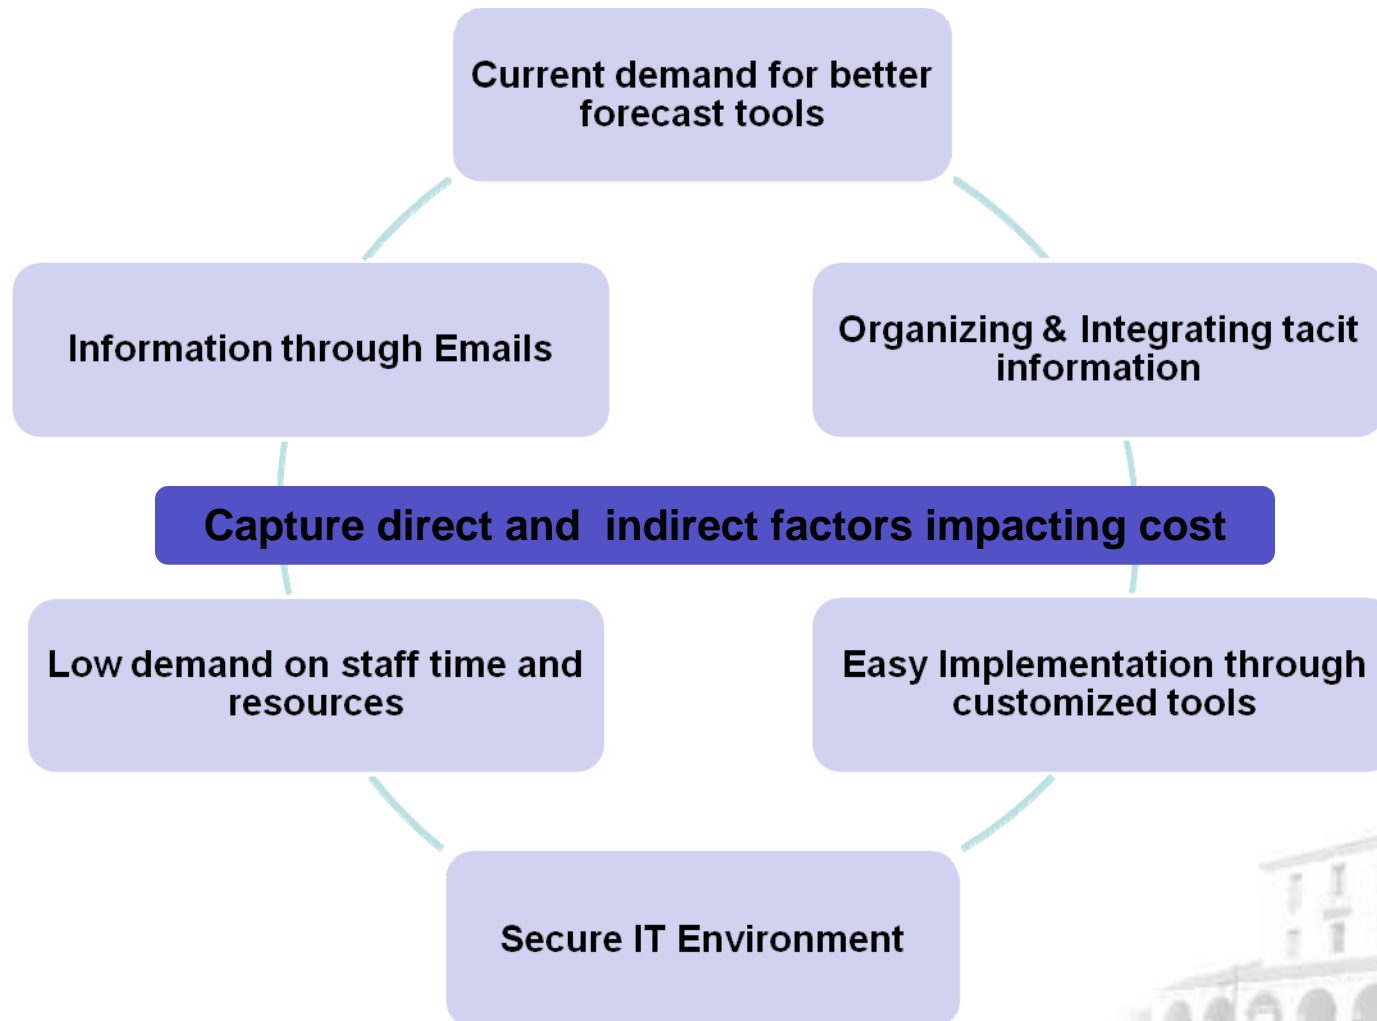 Current demand for better
forecast tools
Information through Emails
Organizing & Integrating tacit
information
Capture direct and  indirect factors impacting cost
Low demand on staff time and
resources
Easy Implementation through
customized tools
Secure IT Environment